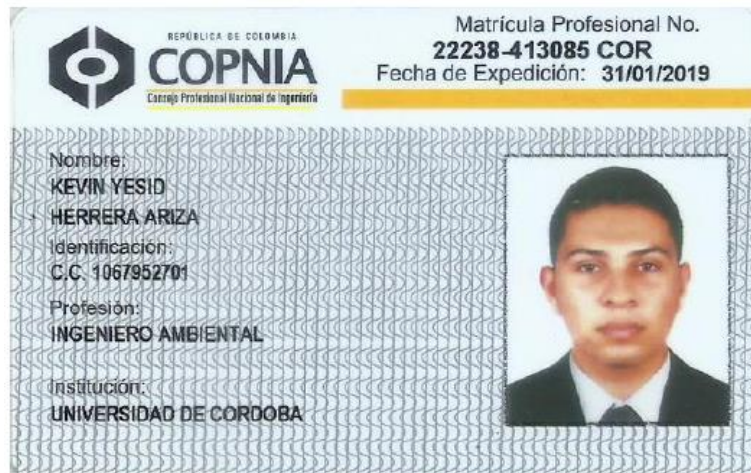 REPÚBLICA DE COLOMBIA
COPNIA
Consejo Profesional Nacional de Ingeniería
Matrícula Profesional No.
22238-413085 COR
Fecha de Expedición: 31/01/2019
Nombre:
KEVIN YESID
HERRERA ARIZA
Identificación:
C.C. 1067952701
Profesión:
INGENIERO AMBIENTAL
Institución:
UNIVERSIDAD DE CORDOBA